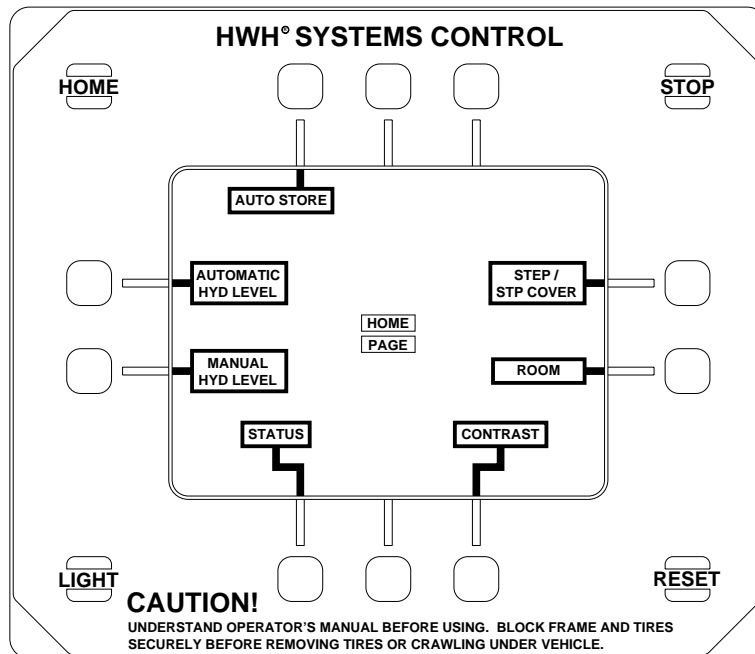 HWH® SYSTEMS CONTROL
HOME
STOP
AUTO STORE
AUTOMATIC
HYD LEVEL
STEP /
STP COVER
HOME
PAGE
MANUAL
HYD LEVEL
ROOM
STATUS
CONTRAST
LIGHT
RESET
CAUTION!
UNDERSTAND OPERATOR'S MANUAL BEFORE USING. BLOCK FRAME AND TIRES
SECURELY BEFORE REMOVING TIRES OR CRAWLING UNDER VEHICLE.